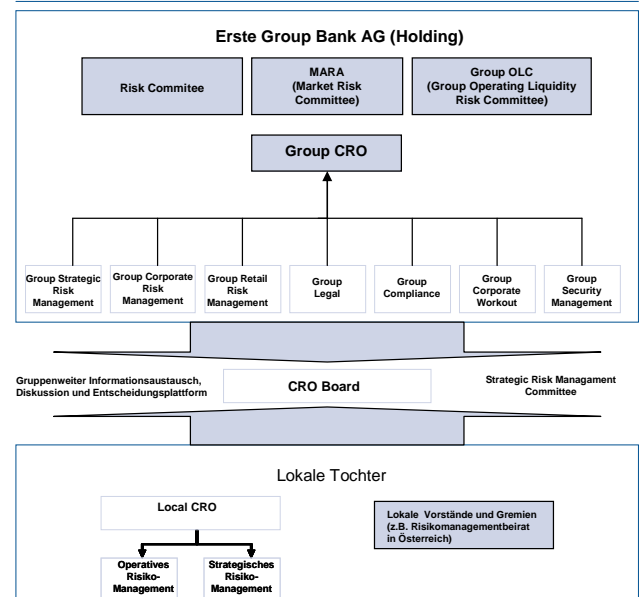 Erste Group Bank AG (Holding)
Risk Commitee
MARA
(Market Risk
Committee)
Group OLC
(Group Operating Liquidity
Risk Committee)
Group CRO
Group Strategic
Risk
Management
Group Corporate
Risk
Management
Group Retail
Risk
Management
Group
Legal
Group
Compliance
Group
Corporate
Workout
Group
Security
Management
Gruppenweiter Informationsaustausch,
Diskussion und Entscheidungsplattform
CRO Board
Strategic Risk Managament
Committee
Lokale Tochter
Local CRO
Lokale Vorstände und Gremien
(z.B. Risikomanagementbeirat
in Österreich)
Operatives
Risiko-
Management
Strategisches
Risiko-
Management